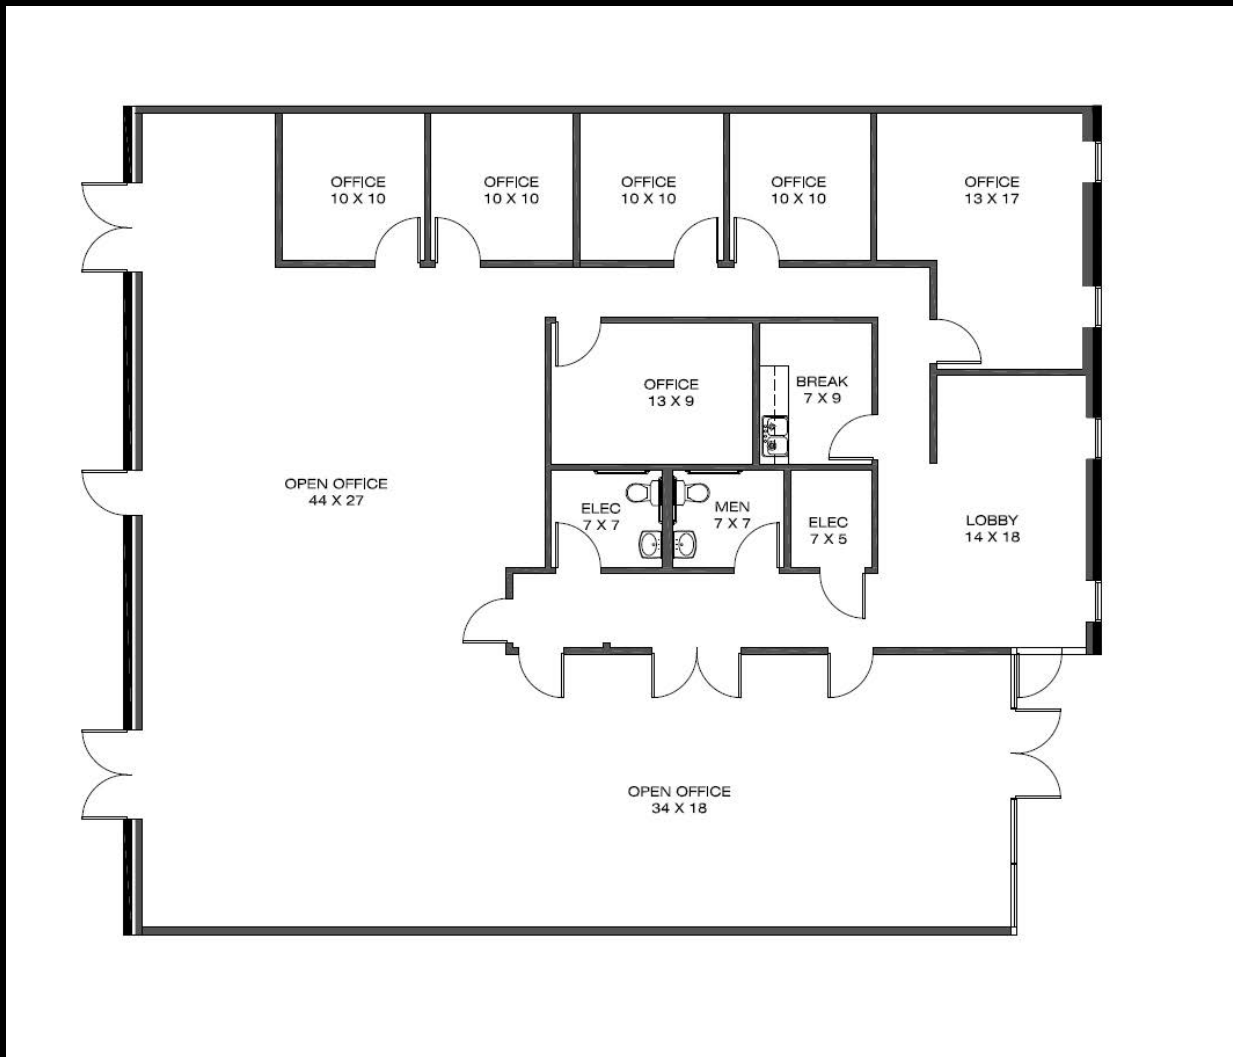 OFFICE
10 X 10
OFFICE
10 X 10
OFFICE
10 X 10
OFFICE
10 X 10
OFFICE
13 X 17
OFFICE
13 X 9
BREAK
7 X 9
OPEN OFFICE
44 X 27
ELEC
7 X 7
MEN
7 X 7
ELEC
7 X 5
LOBBY
14 X 18
OPEN OFFICE
34 X 18